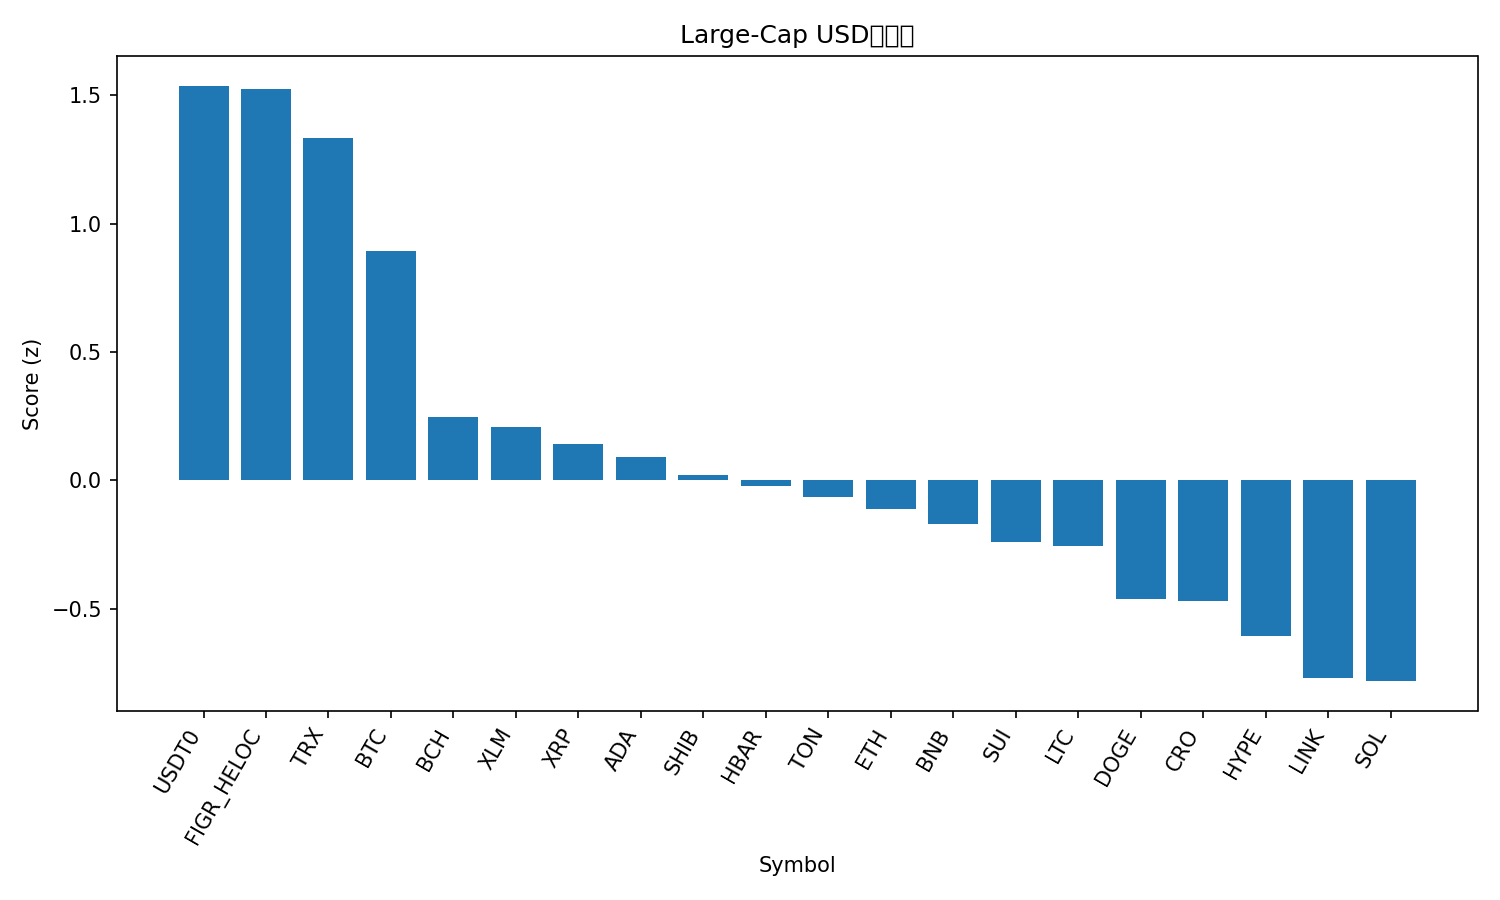 Large-Cap USD
Score (z)
1.5
1.0
0.5
0.0
−0.5
USDT0
FIGR_HELOC
TRX
BTC
BCH
XLM
XRP
ADA
SHIB
HBAR
TON
ETH
BNB
SUI
LTC
DOGE
CRO
HYPE
LINK
SOL
Symbol